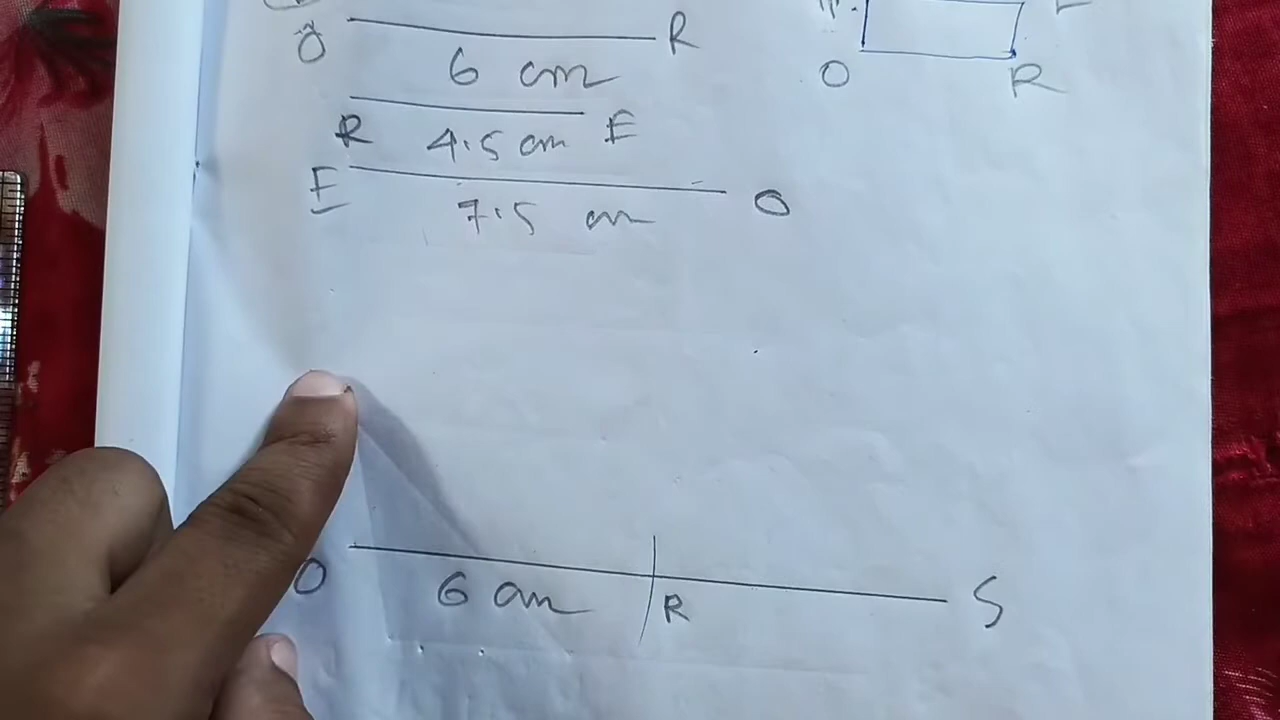 O R
6 cm
O R
R 4.5 cm E
E 7.5 cm O
O 6 cm R S